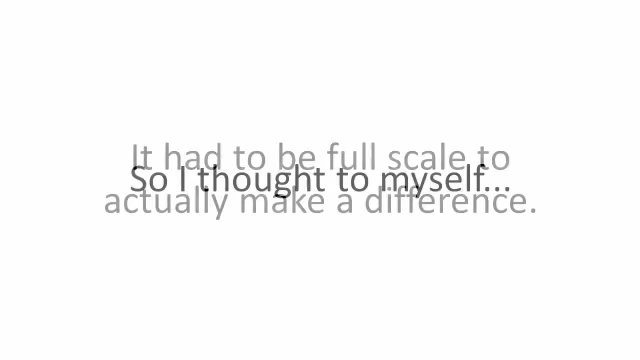 It had to be full scale to
So I thought to myself...
actually make a difference.